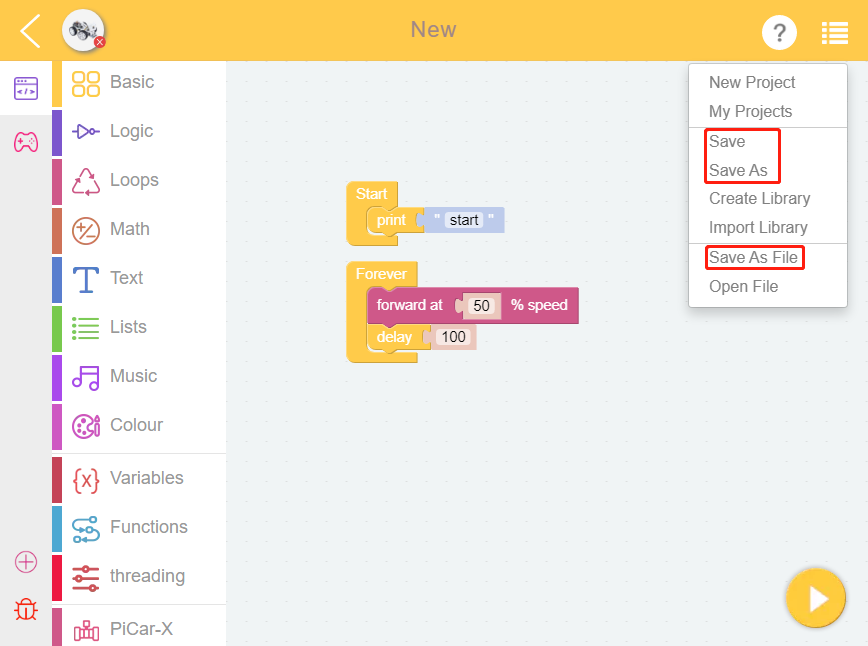 New
?
Basic
Logic
Loops
Math
Text
Lists
Music
Colour
Variables
Functions
threading
PiCar-X
Start
print " start "
Forever
forward at 50 % speed
delay 100
New Project
My Projects
Save
Save As
Create Library
Import Library
Save As File
Open File